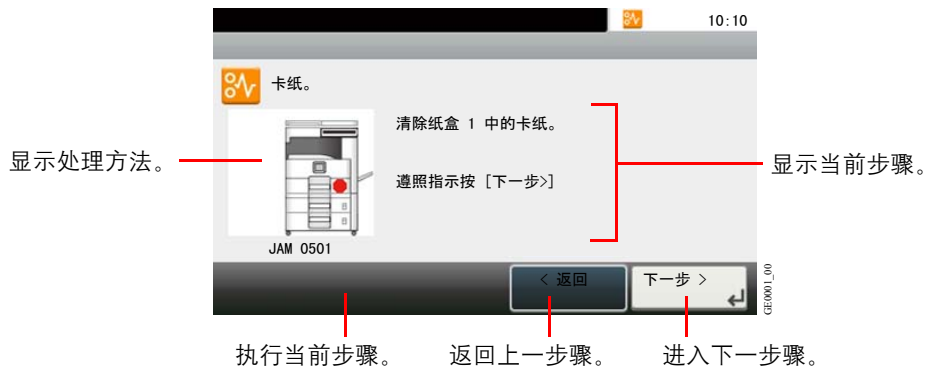 10:10
卡纸。
清除纸盒 1 中的卡纸。
遵照指示按 [下一步>]
JAM 0501
显示处理方法。
显示当前步骤。
< 返回
下一步 >
GE0001_00
执行当前步骤。
返回上一步骤。
进入下一步骤。